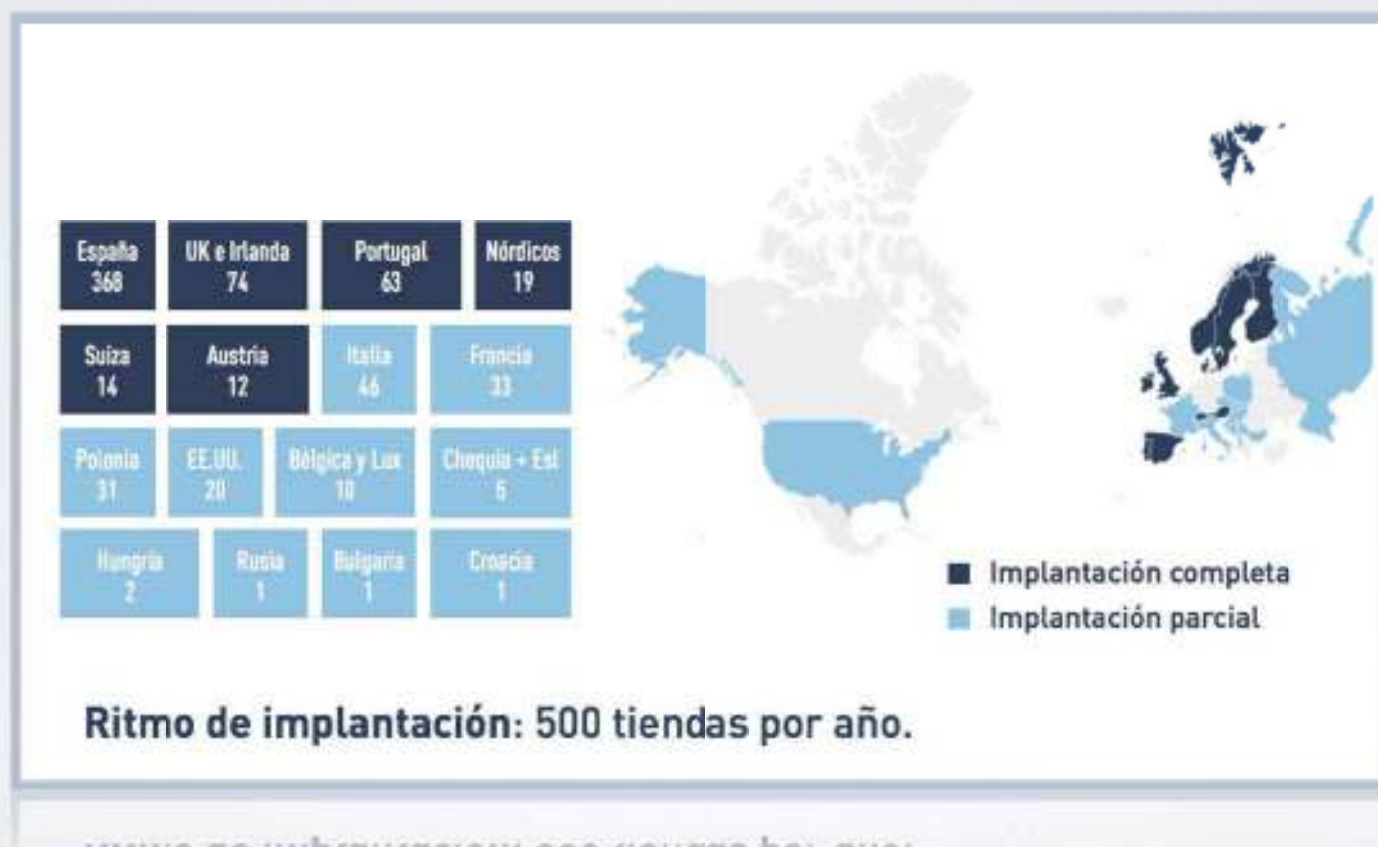 España
368
UK e Irlanda
74
Portugal
63
Nórdicos
19
Suiza
14
Austria
12
Italia
46
Francia
33
Polonia
31
EE.UU.
20
Bélgica y Lux
10
Chequia + Esl
Hungría
2
Rusia
1
Bulgaria
1
Croacia
1
Implantación completa
Implantación parcial
Ritmo de implantación: 500 tiendas por año.